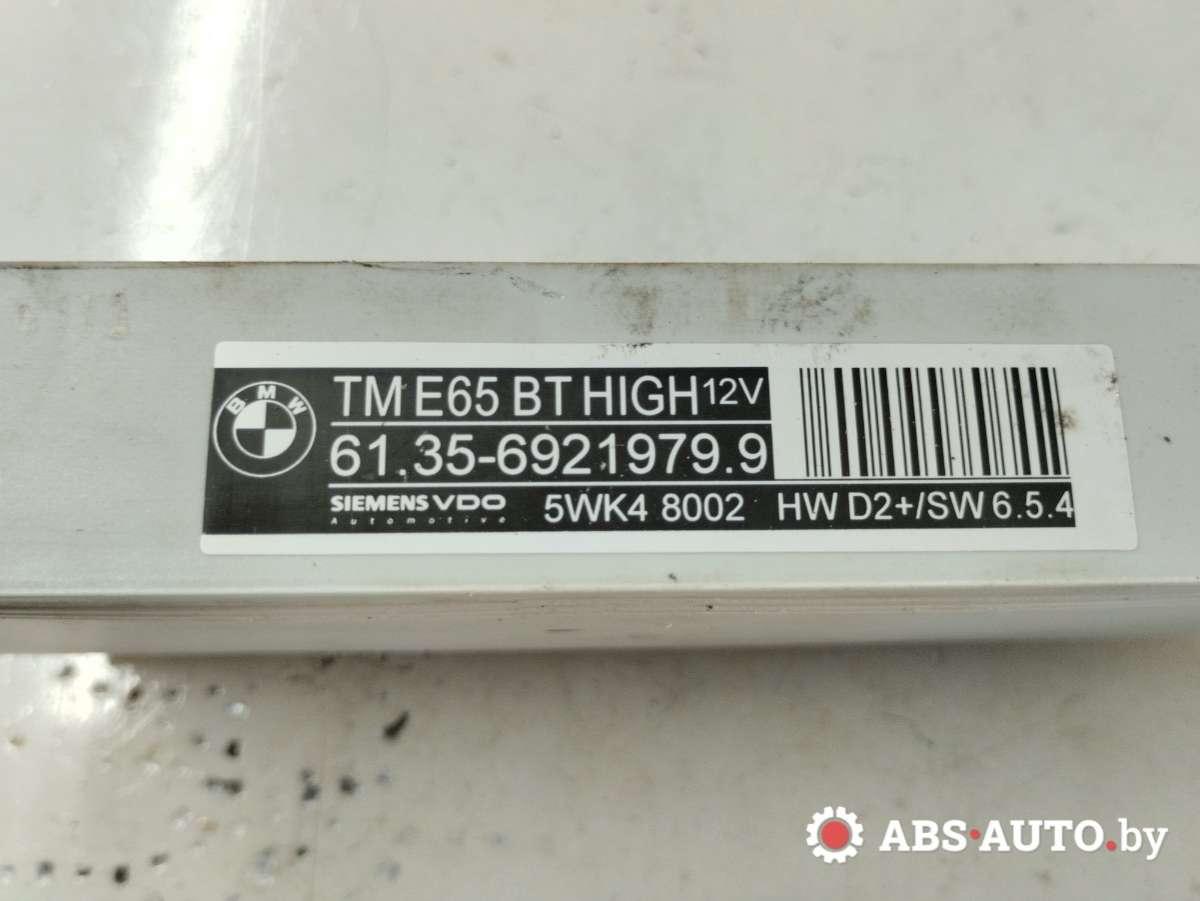 BMW
TM E65 BT HIGH 12V
61.35-6921979.9
SIEMENS VDO
Automotive
5WK4 8002 HW D2+/SW 6.5.4
ABS-AUTO.by